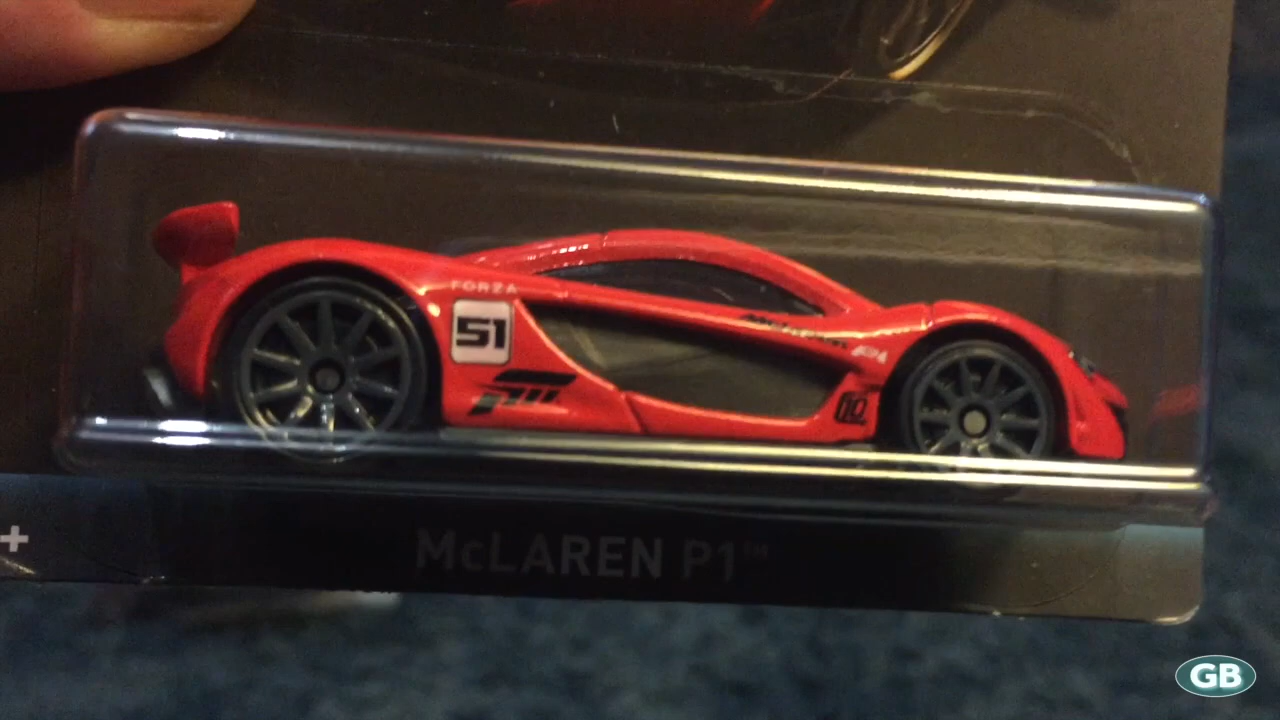 FORZA
51
+
McLAREN P1™
GB